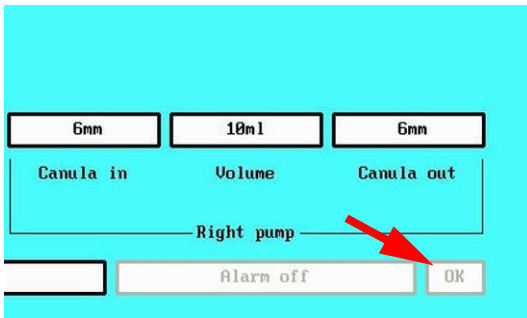 6mm 10ml 6mm
Canula in Volume Canula out
Right pump
Alarm off OK